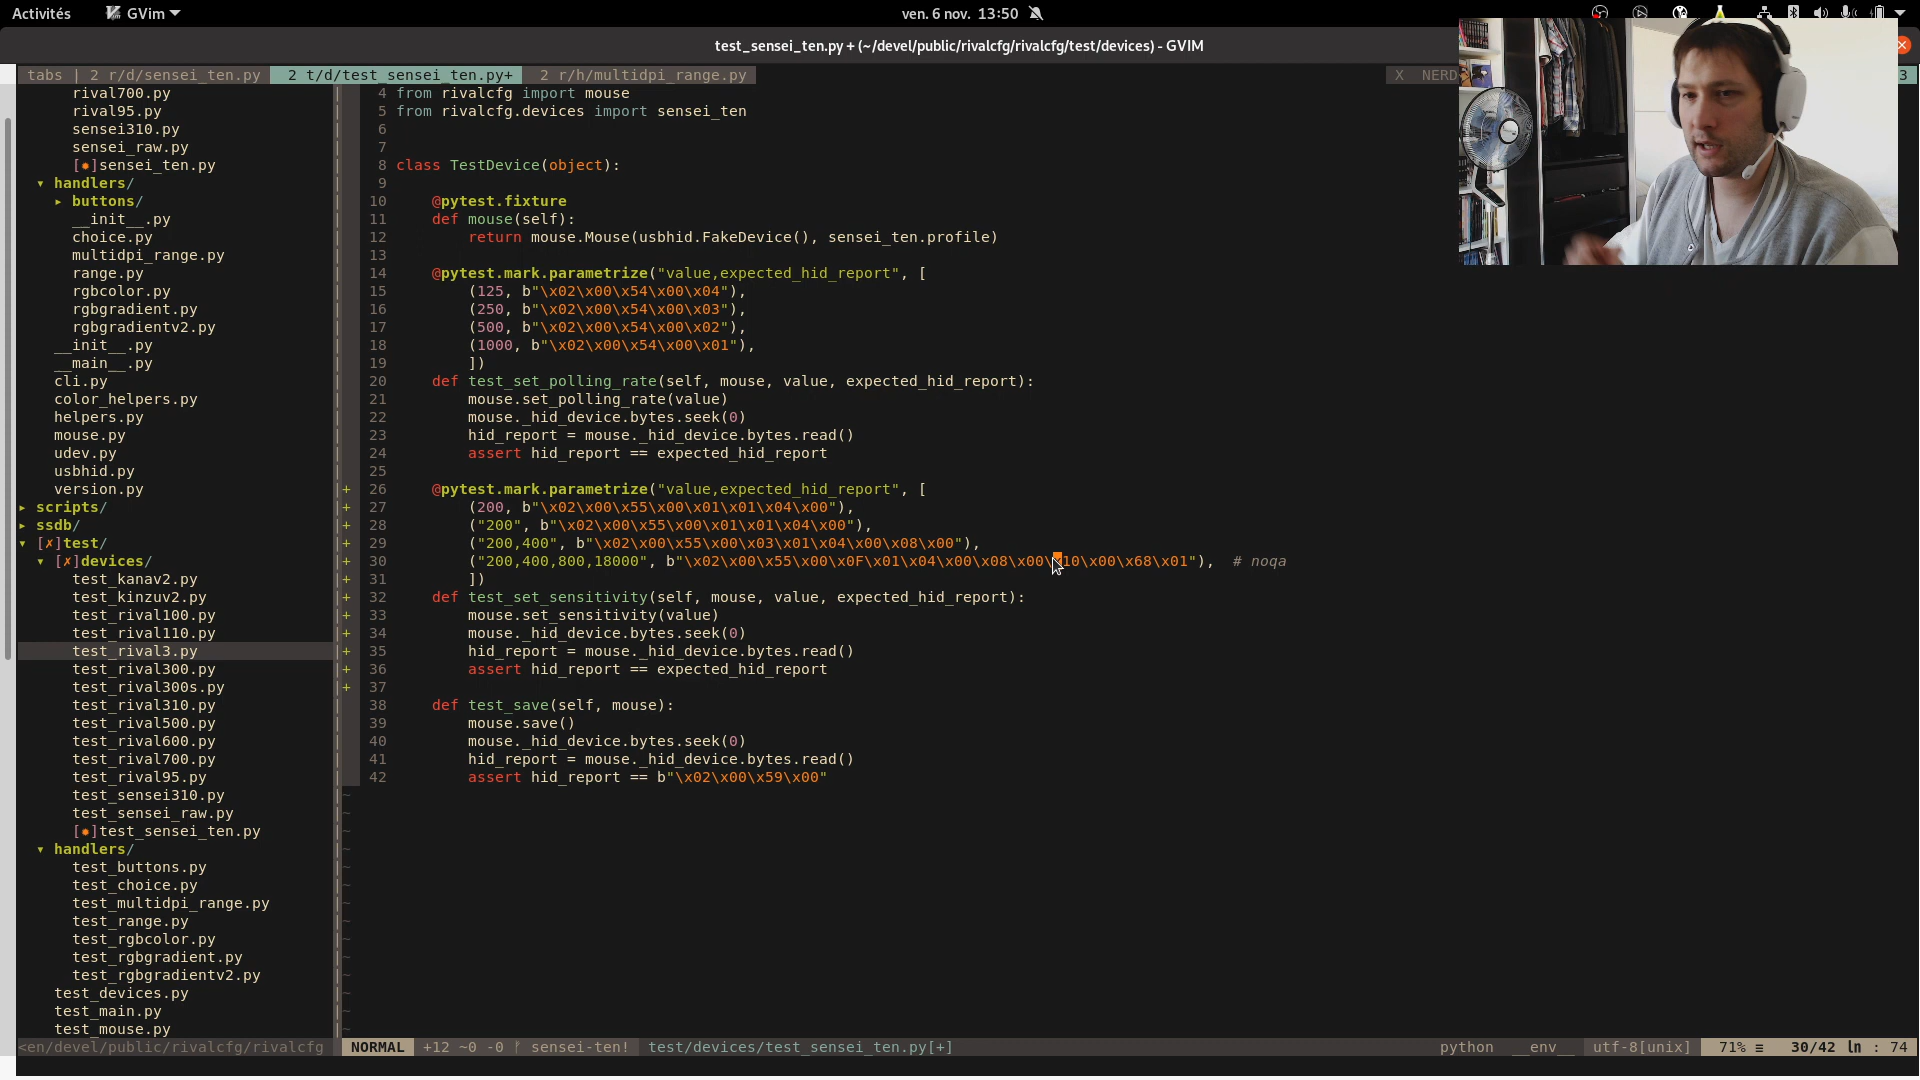 Activités GVim ven. 6 nov. 13:50
test_sensei_ten.py + (~/devel/public/rivalcfg/rivalcfg/test/devices) - GVIM
tabs | 2 r/d/sensei_ten.py 2 t/d/test_sensei_ten.py+ 2 r/h/multidpi_range.py X NERD 3
rival700.py
rival95.py
sensei310.py
sensei_raw.py
[✹]sensei_ten.py
▾ handlers/
▸ buttons/
__init__.py
choice.py
multidpi_range.py
range.py
rgbcolor.py
rgbgradient.py
rgbgradientv2.py
__init__.py
__main__.py
cli.py
color_helpers.py
helpers.py
mouse.py
udev.py
usbhid.py
version.py
▸ scripts/
▸ ssdb/
▾ [✗]test/
▾ [✗]devices/
test_kanav2.py
test_kinzuv2.py
test_rival100.py
test_rival110.py
test_rival3.py
test_rival300.py
test_rival300s.py
test_rival310.py
test_rival500.py
test_rival600.py
test_rival700.py
test_rival95.py
test_sensei310.py
test_sensei_raw.py
[✹]test_sensei_ten.py
▾ handlers/
test_buttons.py
test_choice.py
test_multidpi_range.py
test_range.py
test_rgbcolor.py
test_rgbgradient.py
test_rgbgradientv2.py
test_devices.py
test_main.py
test_mouse.py
4 from rivalcfg import mouse
5 from rivalcfg.devices import sensei_ten
6
7
8 class TestDevice(object):
9
10     @pytest.fixture
11     def mouse(self):
12         return mouse.Mouse(usbhid.FakeDevice(), sensei_ten.profile)
13
14     @pytest.mark.parametrize("value,expected_hid_report", [
15         (125, b"\x02\x00\x54\x00\x04"),
16         (250, b"\x02\x00\x54\x00\x03"),
17         (500, b"\x02\x00\x54\x00\x02"),
18         (1000, b"\x02\x00\x54\x00\x01"),
19         ])
20     def test_set_polling_rate(self, mouse, value, expected_hid_report):
21         mouse.set_polling_rate(value)
22         mouse._hid_device.bytes.seek(0)
23         hid_report = mouse._hid_device.bytes.read()
24         assert hid_report == expected_hid_report
25
+ 26     @pytest.mark.parametrize("value,expected_hid_report", [
+ 27         (200, b"\x02\x00\x55\x00\x01\x01\x04\x00"),
+ 28         ("200", b"\x02\x00\x55\x00\x01\x01\x04\x00"),
+ 29         ("200,400", b"\x02\x00\x55\x00\x03\x01\x04\x00\x08\x00"),
+ 30         ("200,400,800,18000", b"\x02\x00\x55\x00\x0F\x01\x04\x00\x08\x00\x10\x00\x68\x01"),  # noqa
+ 31         ])
+ 32     def test_set_sensitivity(self, mouse, value, expected_hid_report):
+ 33         mouse.set_sensitivity(value)
+ 34         mouse._hid_device.bytes.seek(0)
+ 35         hid_report = mouse._hid_device.bytes.read()
+ 36         assert hid_report == expected_hid_report
+ 37
38     def test_save(self, mouse):
39         mouse.save()
40         mouse._hid_device.bytes.seek(0)
41         hid_report = mouse._hid_device.bytes.read()
42         assert hid_report == b"\x02\x00\x59\x00"
<en/devel/public/rivalcfg/rivalcfg NORMAL +12 ~0 -0 ᚠ sensei-ten! test/devices/test_sensei_ten.py[+] python __env__ utf-8[unix] 71% ≡ 30/42 ㏑ : 74